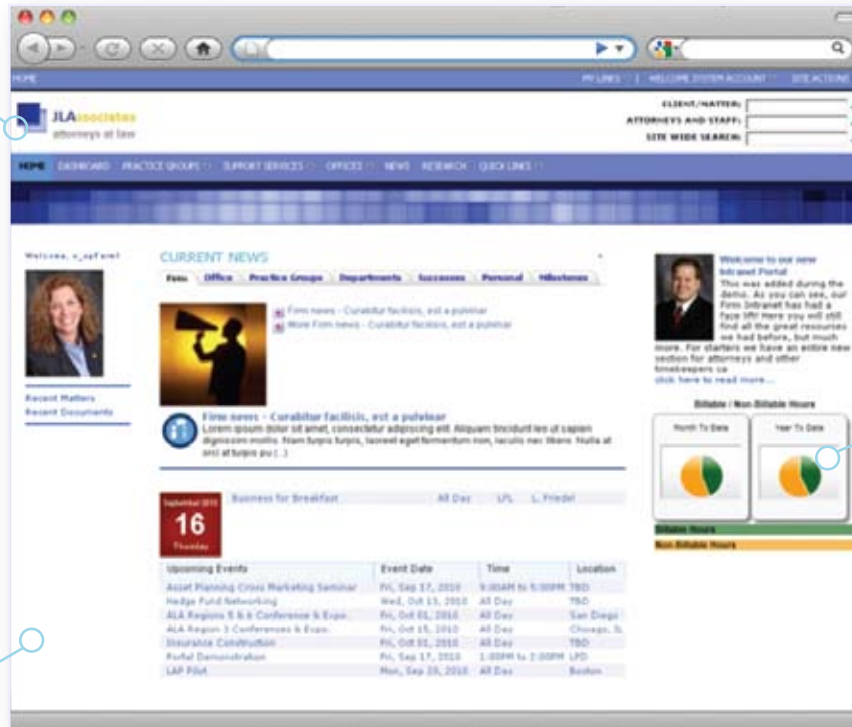 HOME MY LINKS | WELCOME SYSTEM ACCOUNT SITE ACTIONS
JLAssociates
attorneys at law
CLIENT/MATTER:
ATTORNEYS AND STAFF:
SITE WIDE SEARCH:
HOME DASHBOARD PRACTICE GROUPS SUPPORT SERVICES OFFICES NEWS RESEARCH QUICK LINKS
Welcome,
Recent Matters
Recent Documents
CURRENT NEWS
Firm Office Practice Groups Departments Successes Personal Milestones
Firm news - Curabitur facilisis, est a pulvinar
More Firm news - Curabitur facilisis, est a pulvinar
Firm news - Curabitur facilisis, est a pulvinar
Lorem ipsum dolor sit amet, consectetur adipiscing elit. Aliquam tincidunt leo ut sapien
dignissim mollis. Nam turpis turpis, laoreet eget fermentum non, iaculis nec libero. Nulla at
orci at turpis pu (..)
September 2010
16
Thursday
Business for Breakfast All Day LFL L. Friedel
Upcoming Events Event Date Time Location
Asset Planning Cross Marketing Seminar Fri, Sep 17, 2010 9:00AM to 5:00PM TBD
Hedge Fund Networking Wed, Oct 13, 2010 All Day TBD
ALA Regions 5 & 6 Conference & Expo. Fri, Oct 01, 2010 All Day San Diego
ALA Region 3 Conferences & Expo. Fri, Oct 15, 2010 All Day Chicago, IL
Insurance Construction Fri, Oct 01, 2010 All Day TBD
Portal Demonstration Fri, Sep 17, 2010 1:00PM to 2:00PM LPD
LAP Pilot Mon, Sep 20, 2010 All Day Boston
Welcome to our new
Intranet Portal
This was added during the
demo. As you can see, our
Firm Intranet has had a
face lift! Here you will still
find all the great resources
we had before, but much
more. For starters we have an entire new
section for attorneys and other
timekeepers ca
click here to read more...
Billable / Non-Billable Hours
Month To Date Year To Date
Billable Hours
Non-Billable Hours